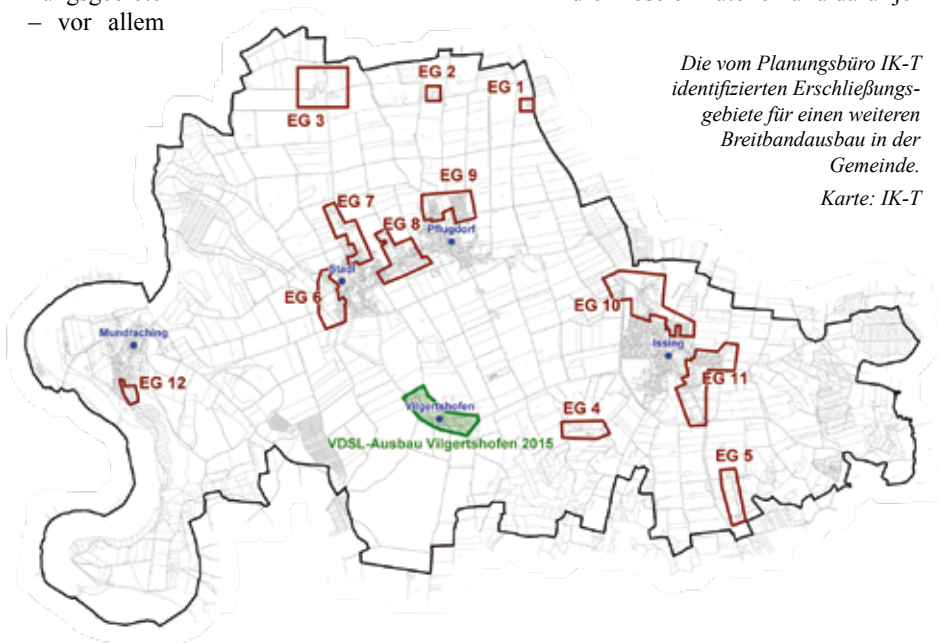 – vor allem
Die vom Planungsbüro IK-T
identifizierten Erschließungs-
gebiete für einen weiteren
Breitbandausbau in der
Gemeinde.
Karte: IK-T
EG 2
EG 1
EG 3
EG 9
EG 7
EG 8
Pflugdorf
Stadl
EG 6
EG 10
Mundraching
Issing
EG 12
EG 11
Vilgertshofen
EG 4
VDSL-Ausbau Vilgertshofen 2015
EG 5